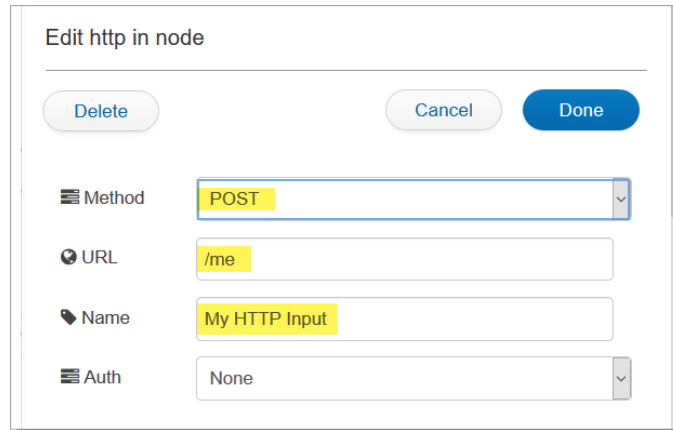 Edit http in node
Delete Cancel Done
Method POST
URL /me
Name My HTTP Input
Auth None